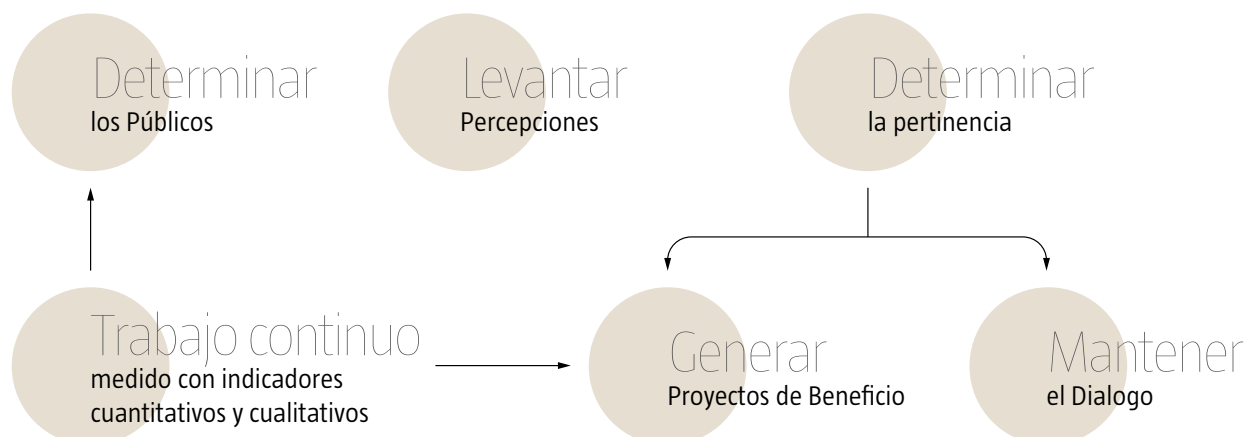 Determinar
los Públicos
Levantar
Percepciones
Determinar
la pertinencia
Trabajo continuo
medido con indicadores
cuantitativos y cualitativos
Generar
Proyectos de Beneficio
Mantener
el Dialogo